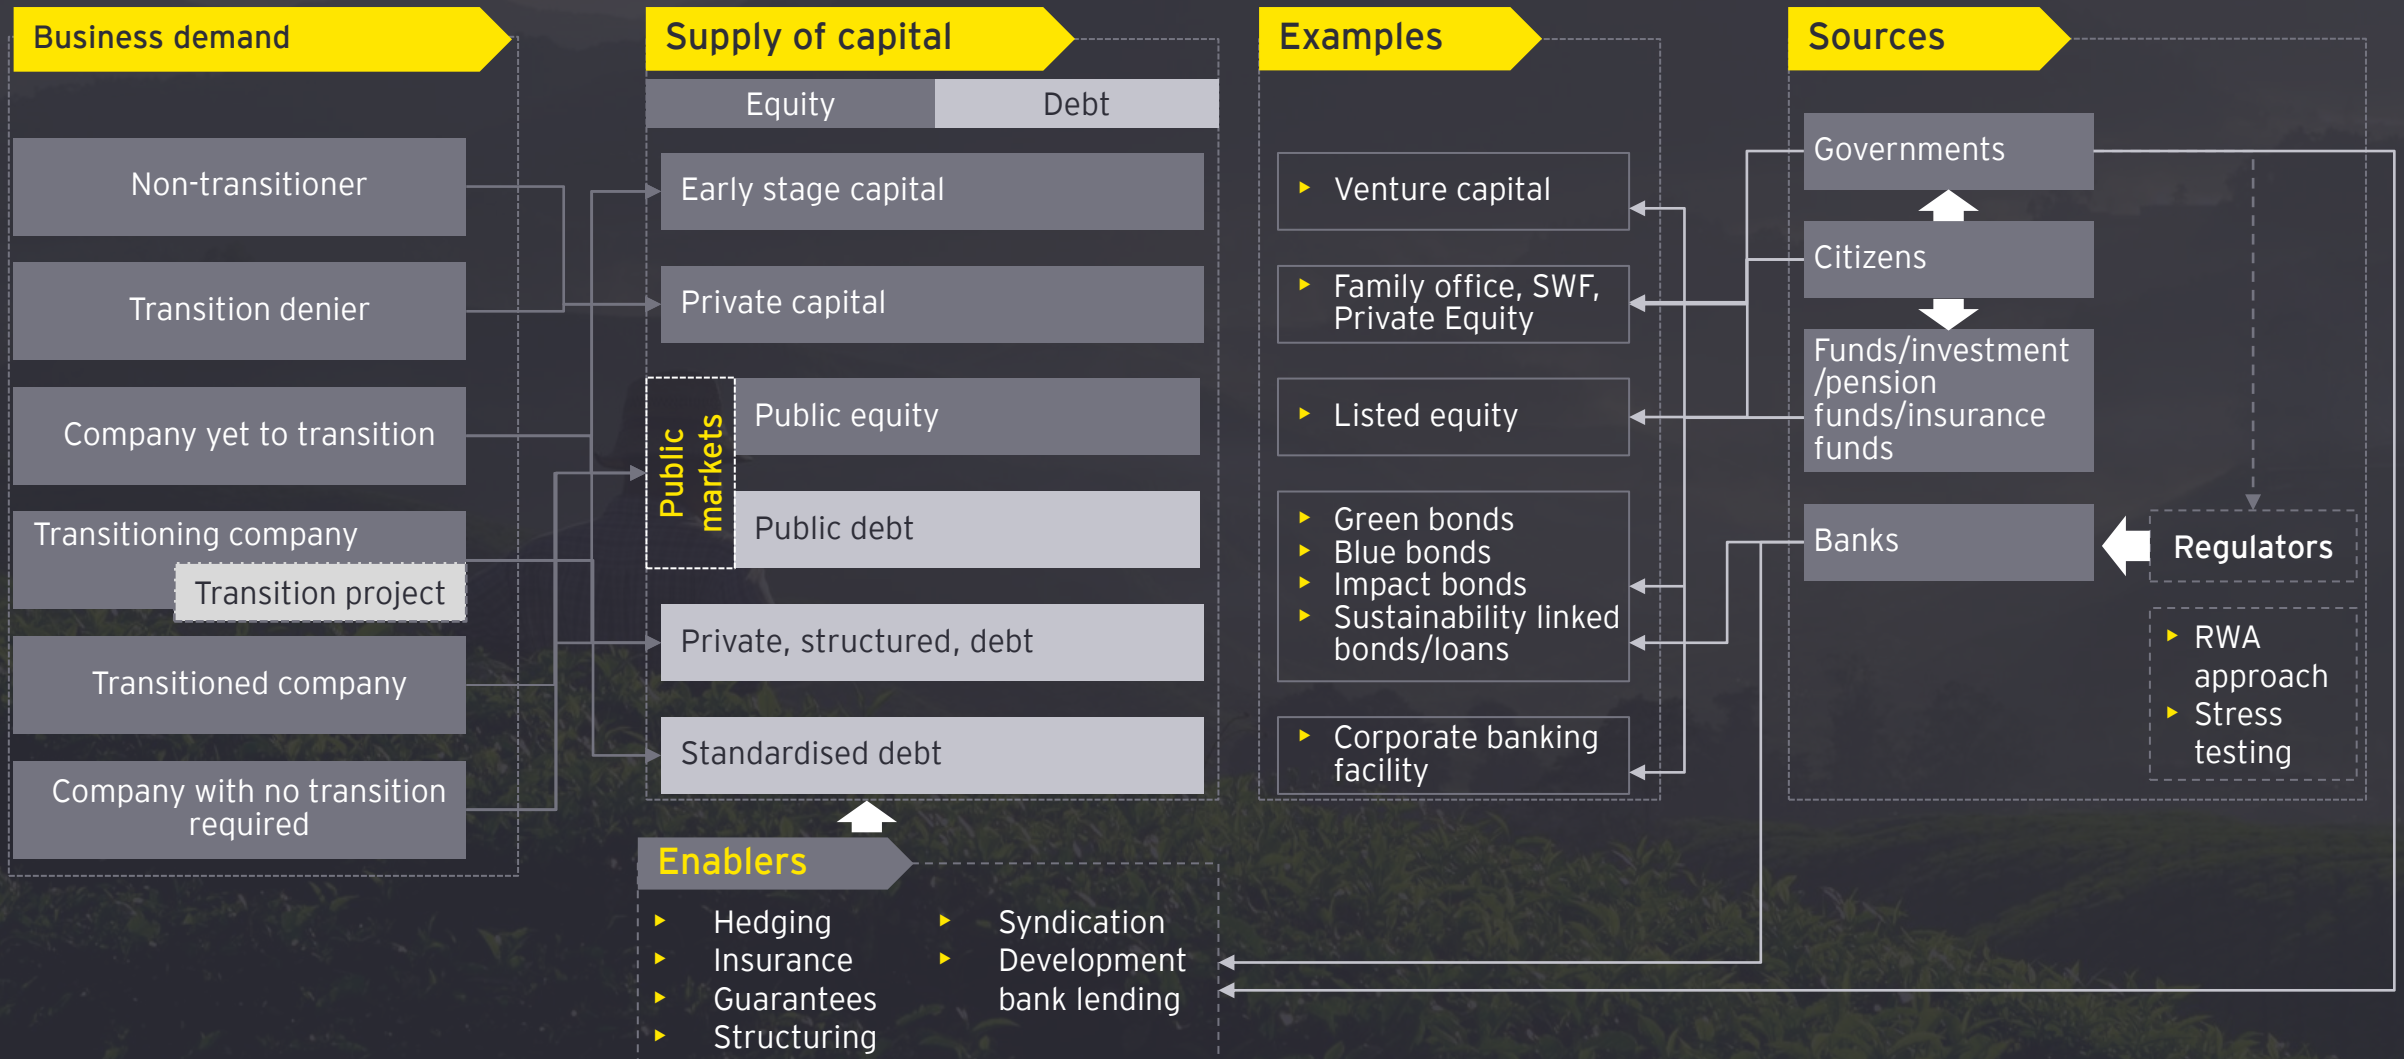 Business demand
Non-transitioner
Transition denier
Company yet to transition
Transitioning company
Transition project
Transitioned company
Company with no transition
required
Supply of capital
Equity
Debt
Early stage capital
Private capital
Public
markets
Public equity
Public debt
Private, structured, debt
Standardised debt
Enablers
Hedging
Insurance
Guarantees
Structuring
Syndication
Development
bank lending
Examples
Venture capital
Family office, SWF,
Private Equity
Listed equity
Green bonds
Blue bonds
Impact bonds
Sustainability linked
bonds/loans
Corporate banking
facility
Sources
Governments
Citizens
Funds/investment
/pension
funds/insurance
funds
Banks
Regulators
RWA
approach
Stress
testing